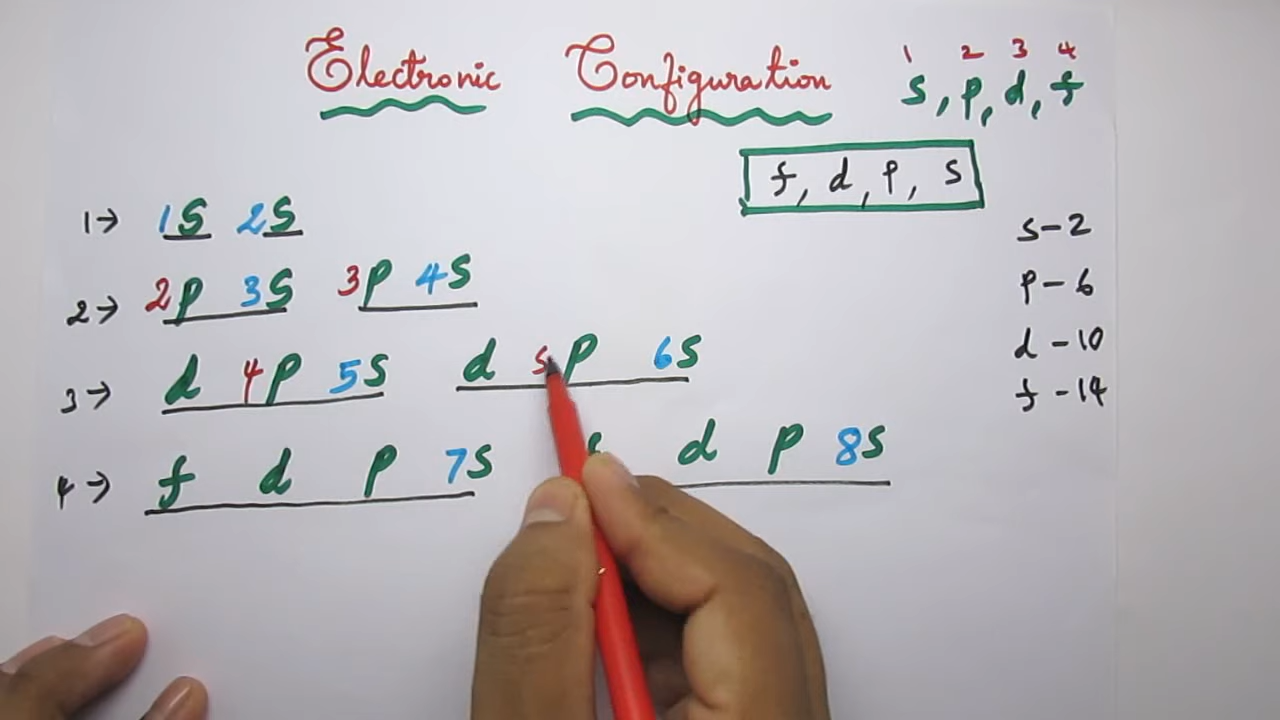 Electronic Configuration
1 2 3 4
s, p, d, f
f, d, p, s
1→ 1s 2s
2→ 2p 3s 3p 4s
3→ d 4p 5s d 5p 6s
4→ f d p 7s d p 8s
s-2
p-6
d-10
f-14